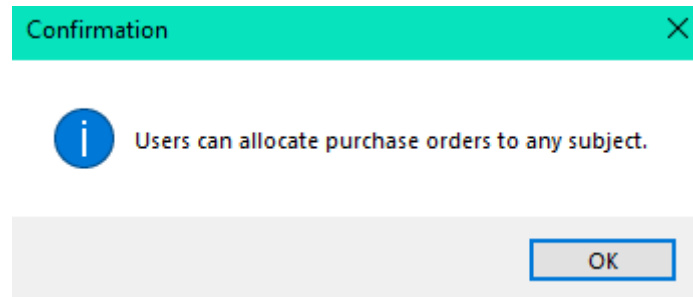 Confirmation
Users can allocate purchase orders to any subject.
OK